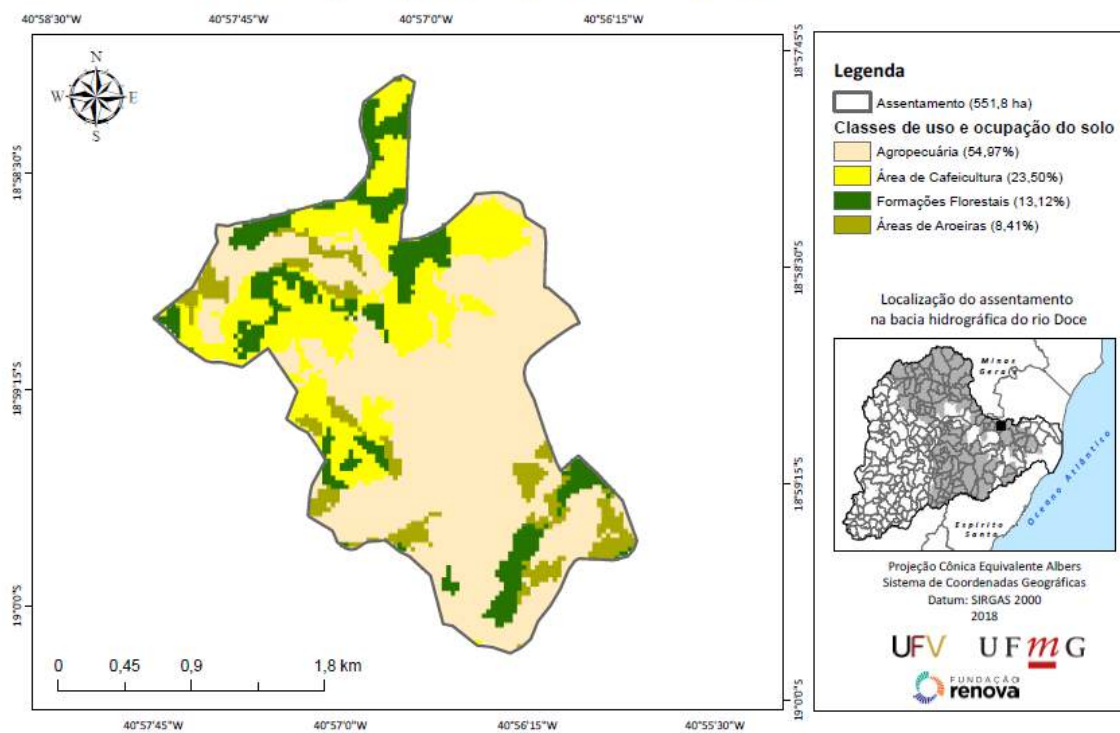 40°58'30"W 40°57'45"W 40°57'0"W 40°56'15"W
N
W E
S
18°57'45"S
18°58'30"S
18°58'30"S
18°59'15"S
18°59'15"S
19°0'0"S
19°0'0"S
0 0,45 0,9 1,8 km
40°57'45"W 40°57'0"W 40°56'15"W 40°55'30"W
Legenda
Assentamento (551,8 ha)
Classes de uso e ocupação do solo
Agropecuária (54,97%)
Área de Cafeicultura (23,50%)
Formações Florestais (13,12%)
Áreas de Aroeiras (8,41%)
Localização do assentamento
na bacia hidrográfica do rio Doce
Minas
Gerais
Oceano Atlântico
Espírito
Santo
Projeção Cônica Equivalente Albers
Sistema de Coordenadas Geográficas
Datum: SIRGAS 2000
2018
UFV UFmG
FUNDAÇÃO
renova